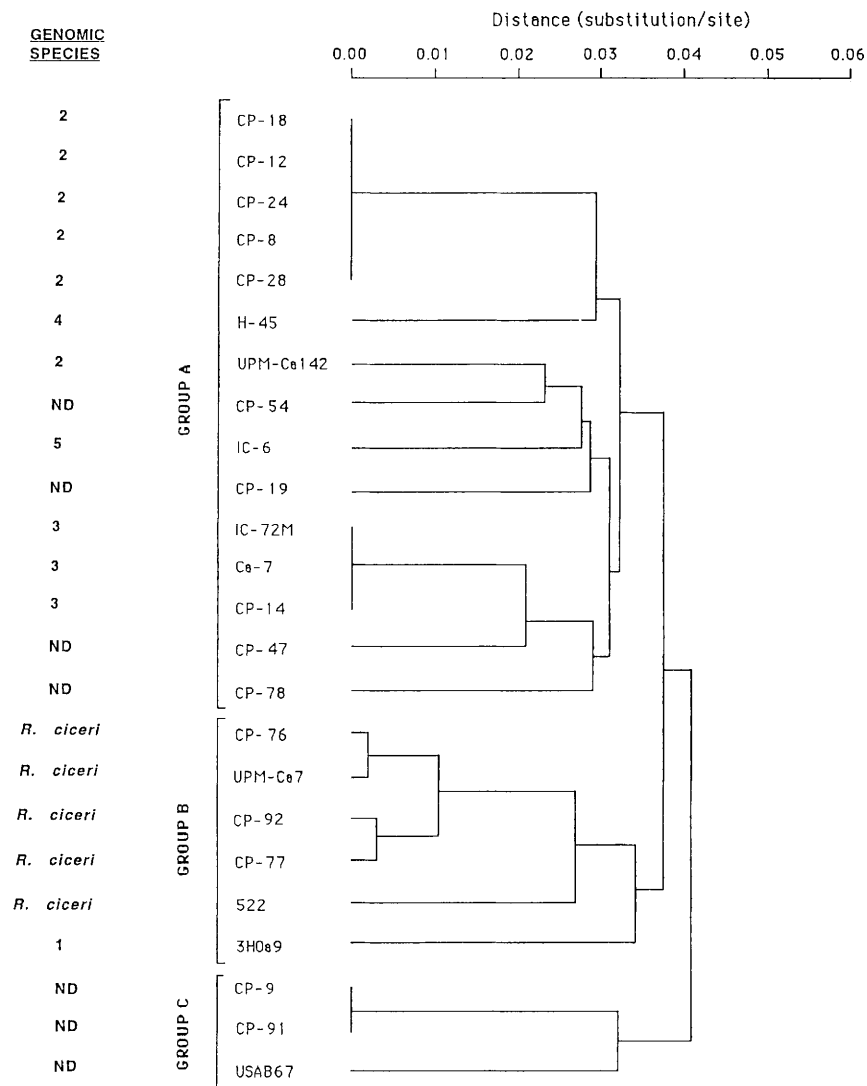 Distance (substitution/site)
GENOMIC
SPECIES
0.00 0.01 0.02 0.03 0.04 0.05 0.06
2 CP-18
2 CP-12
2 CP-24
2 CP-8
2 CP-28
4 H-45
2 UPM-Ca142
ND CP-54
5 IC-6
ND CP-19
3 IC-72M
3 Ca-7
3 CP-14
ND CP-47
ND CP-78
GROUP A
R. ciceri CP-76
R. ciceri UPM-Ca7
R. ciceri CP-92
R. ciceri CP-77
R. ciceri 522
1 3HOa9
GROUP B
ND CP-9
ND CP-91
ND USAB67
GROUP C